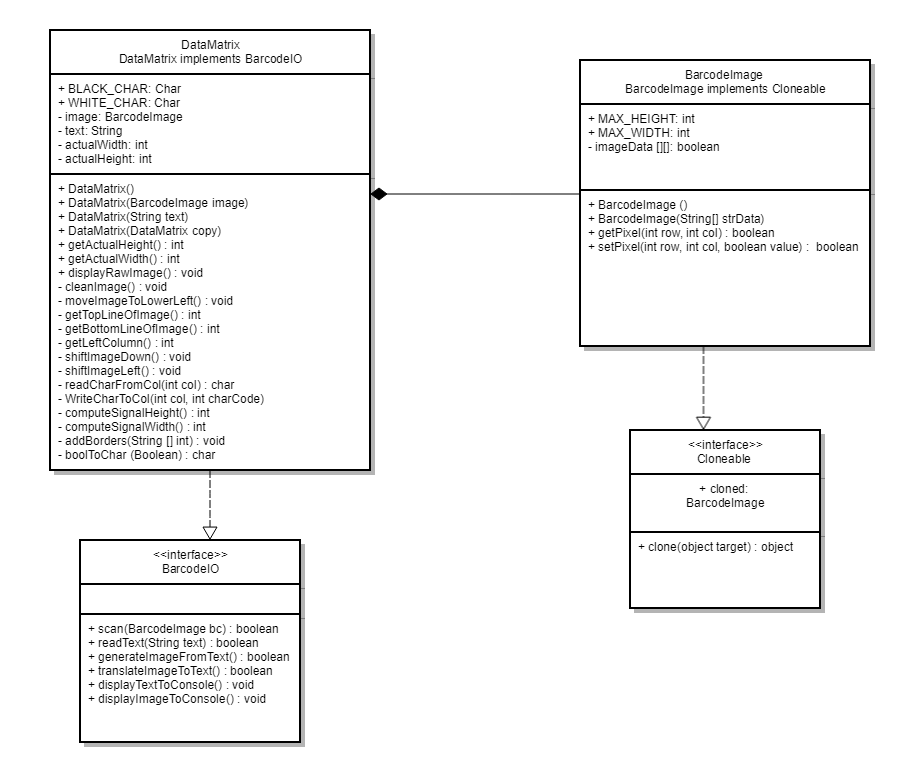 DataMatrix
DataMatrix implements BarcodeIO
+ BLACK_CHAR: Char
+ WHITE_CHAR: Char
- image: BarcodeImage
- text: String
- actualWidth: int
- actualHeight: int
+ DataMatrix()
+ DataMatrix(BarcodeImage image)
+ DataMatrix(String text)
+ DataMatrix(DataMatrix copy)
+ getActualHeight() : int
+ getActualWidth() : int
+ displayRawImage() : void
- cleanImage() : void
- moveImageToLowerLeft() : void
- getTopLineOfImage() : int
- getBottomLineOfImage() : int
- getLeftColumn() : int
- shiftImageDown() : void
- shiftImageLeft() : void
- readCharFromCol(int col) : char
- WriteCharToCol(int col, int charCode)
- computeSignalHeight() : int
- computeSignalWidth() : int
- addBorders(String [] int) : void
- boolToChar (Boolean) : char
BarcodeImage
BarcodeImage implements Cloneable
+ MAX_HEIGHT: int
+ MAX_WIDTH: int
- imageData [][]: boolean
+ BarcodeImage ()
+ BarcodeImage(String[] strData)
+ getPixel(int row, int col) : boolean
+ setPixel(int row, int col, boolean value) : boolean
<<interface>>
Cloneable
+ cloned:
BarcodeImage
+ clone(object target) : object
<<interface>>
BarcodeIO
+ scan(BarcodeImage bc) : boolean
+ readText(String text) : boolean
+ generateImageFromText() : boolean
+ translateImageToText() : boolean
+ displayTextToConsole() : void
+ displayImageToConsole() : void